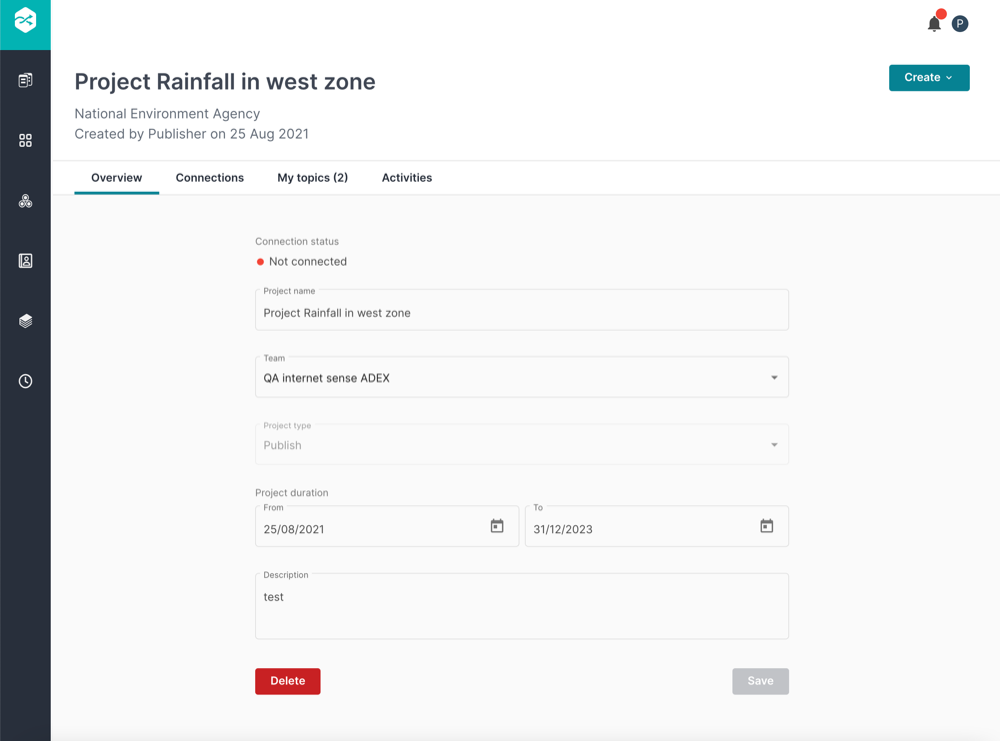 P
Project Rainfall in west zone
Create
National Environment Agency
Created by Publisher on 25 Aug 2021
Overview
Connections
My topics (2)
Activities
Connection status
Not connected
Project name
Project Rainfall in west zone
Team
QA internet sense ADEX
Project type
Publish
Project duration
From
25/08/2021
To
31/12/2023
Description
test
Delete
Save